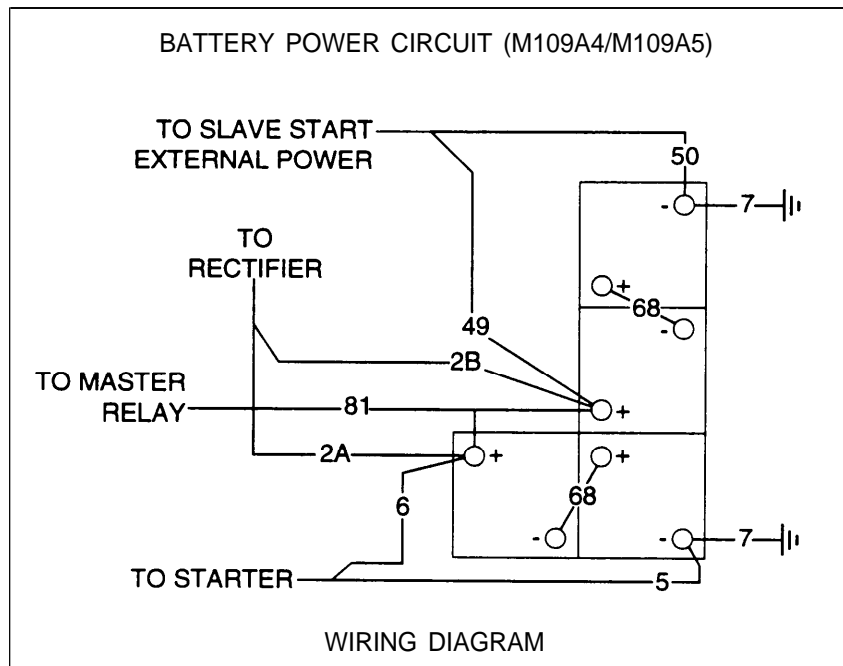 BATTERY POWER CIRCUIT (M109A4/M109A5)
TO SLAVE START
EXTERNAL POWER
50
- 7
TO
RECTIFIER
+
68
-
49
2B
TO MASTER
RELAY
81
+
2A
+
+
68
6
-
- 7
TO STARTER
5
WIRING DIAGRAM